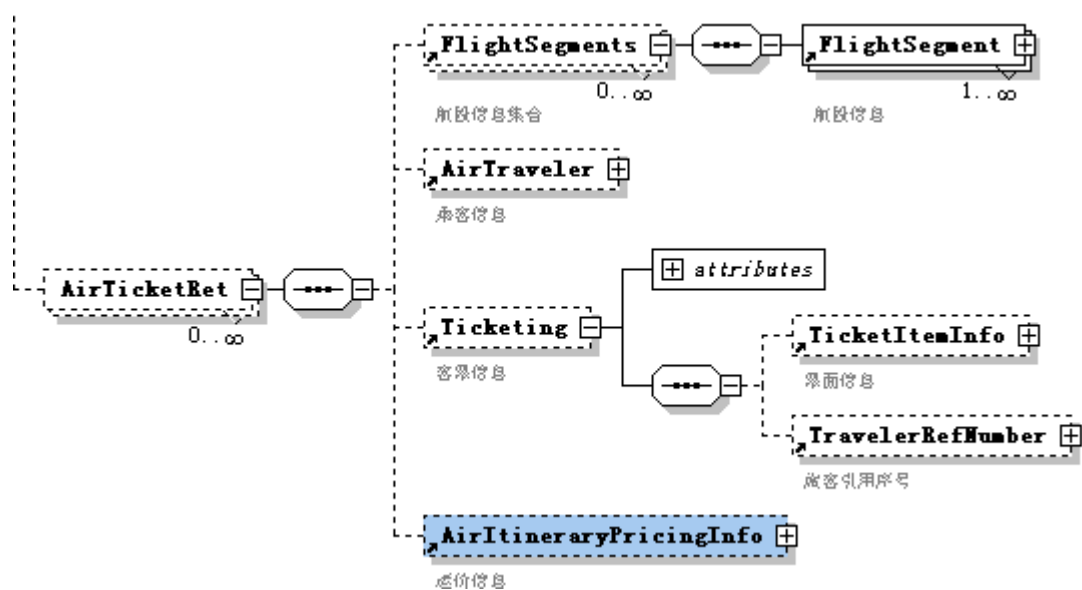 FlightSegments
FlightSegment
0..∞
1..∞
航段信息集合
航段信息
AirTraveler
乘客信息
attributes
AirTicketRet
0..∞
Ticketing
客票信息
TicketItemInfo
票面信息
TravelerRefNumber
旅客引用序号
AirItineraryPricingInfo
运价信息